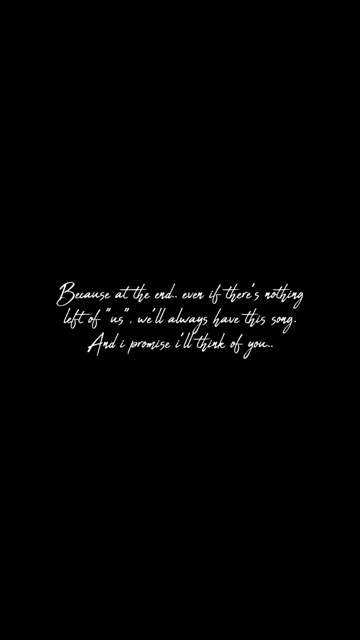 Because at the end.. even if there's nothing
left of "us", we'll always have this song.
And i promise i'll think of you..